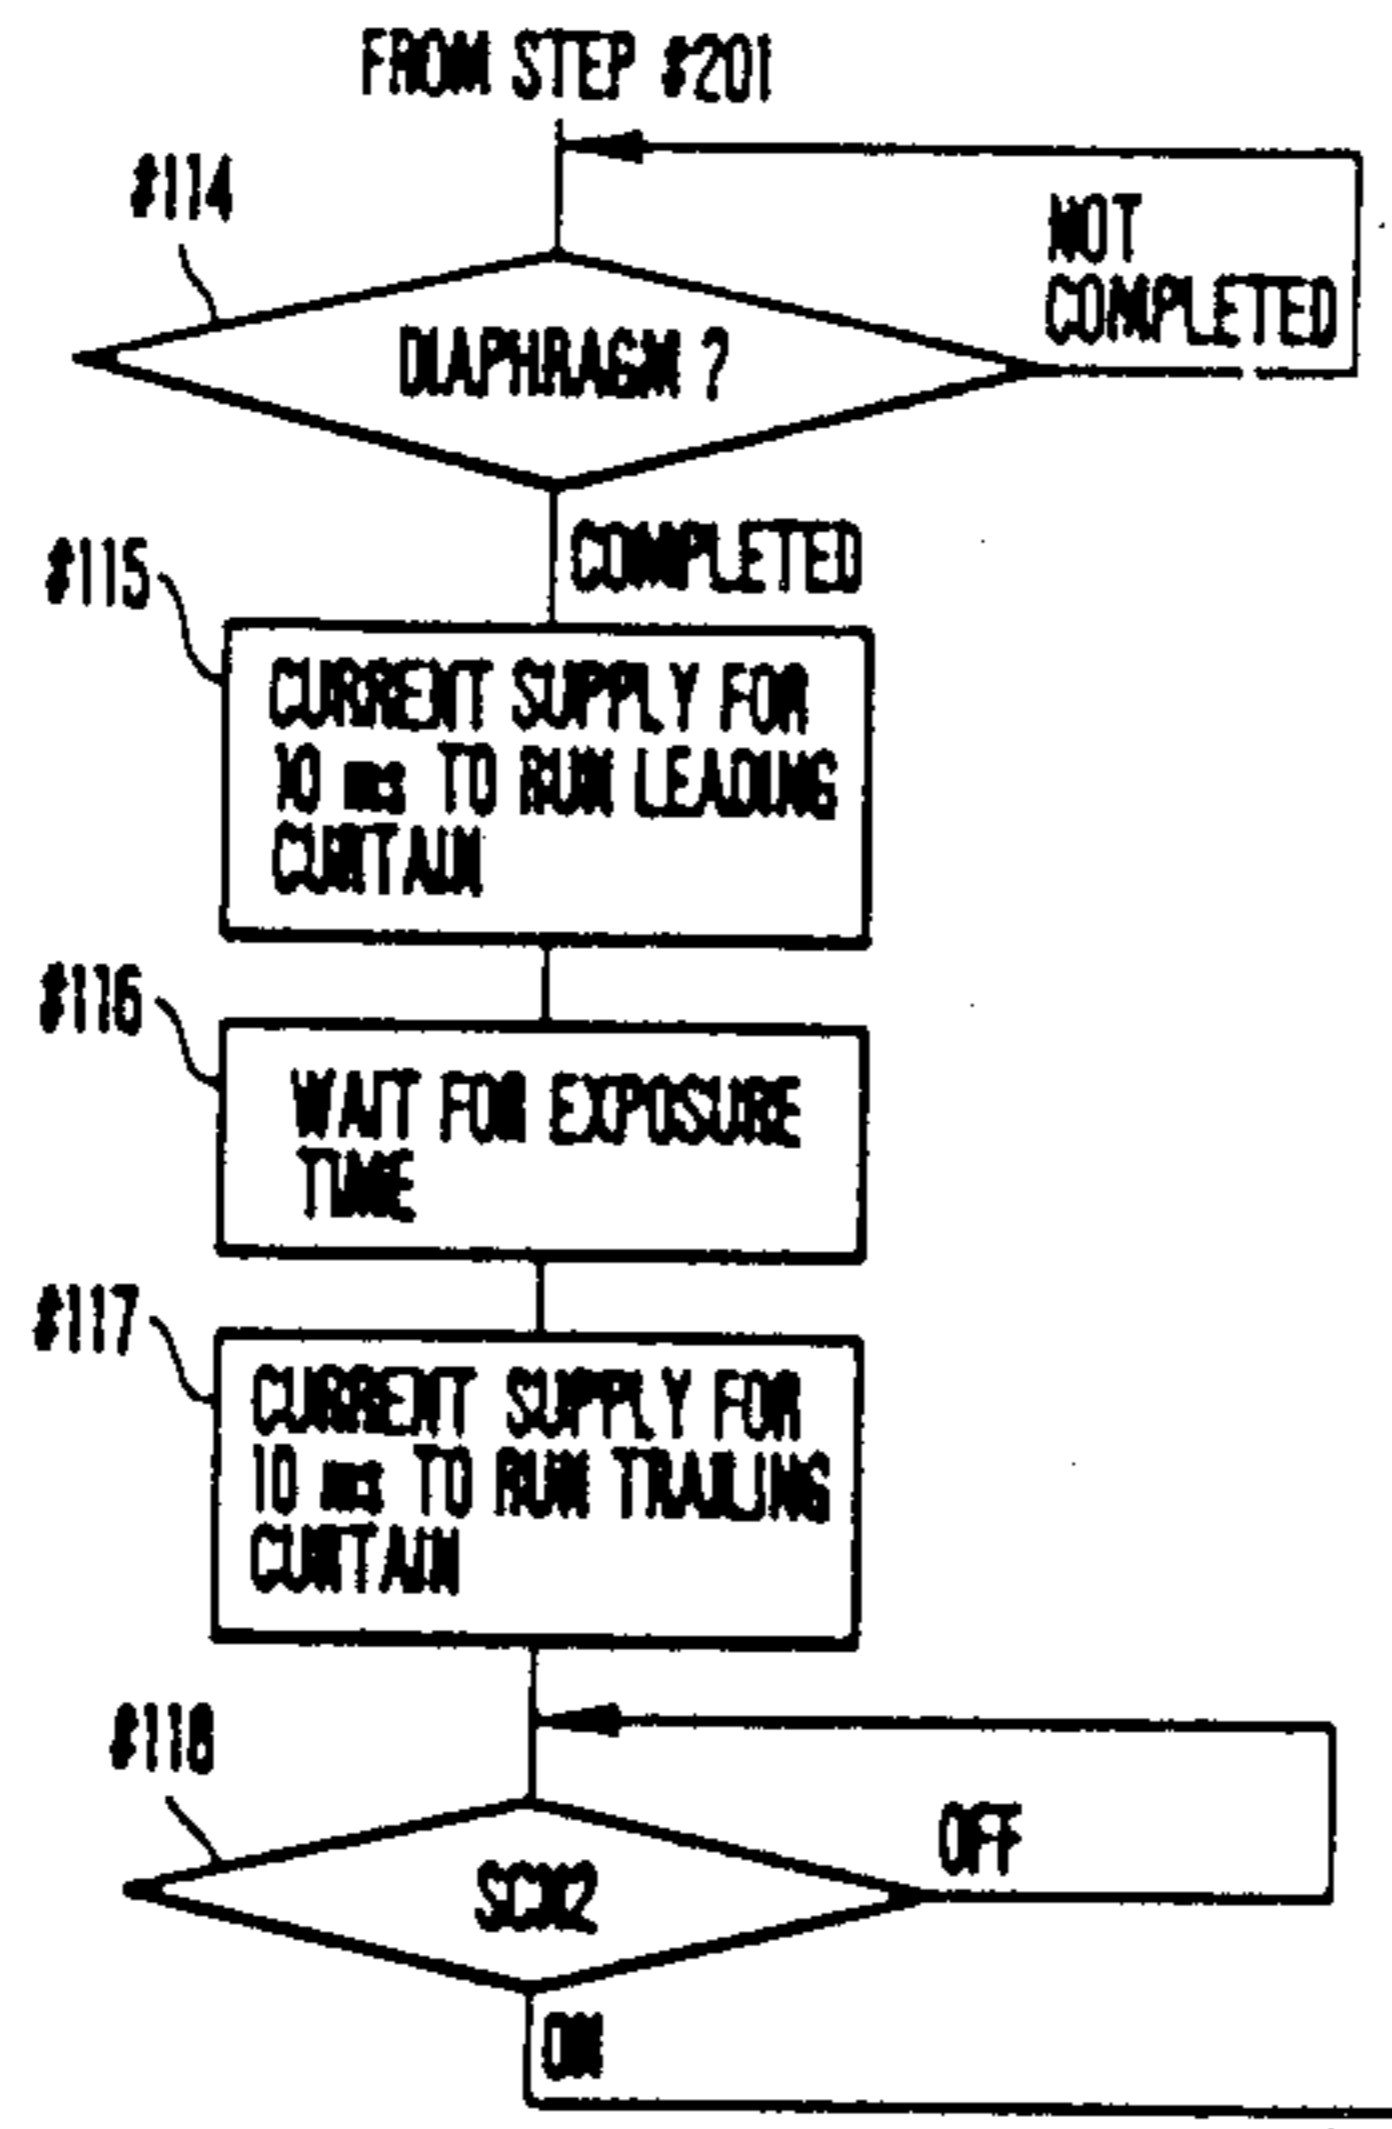 FROM STEP #201
#114
NOT
COMPLETED
DIAPHRAGM ?
COMPLETED
#115
CURRENT SUPPLY FOR
10 ms TO RUN LEADING
CURTAIN
#116
WAIT FOR EXPOSURE
TIME
#117
CURRENT SUPPLY FOR
10 ms TO RUN TRAILING
CURTAIN
#118
OFF
ON